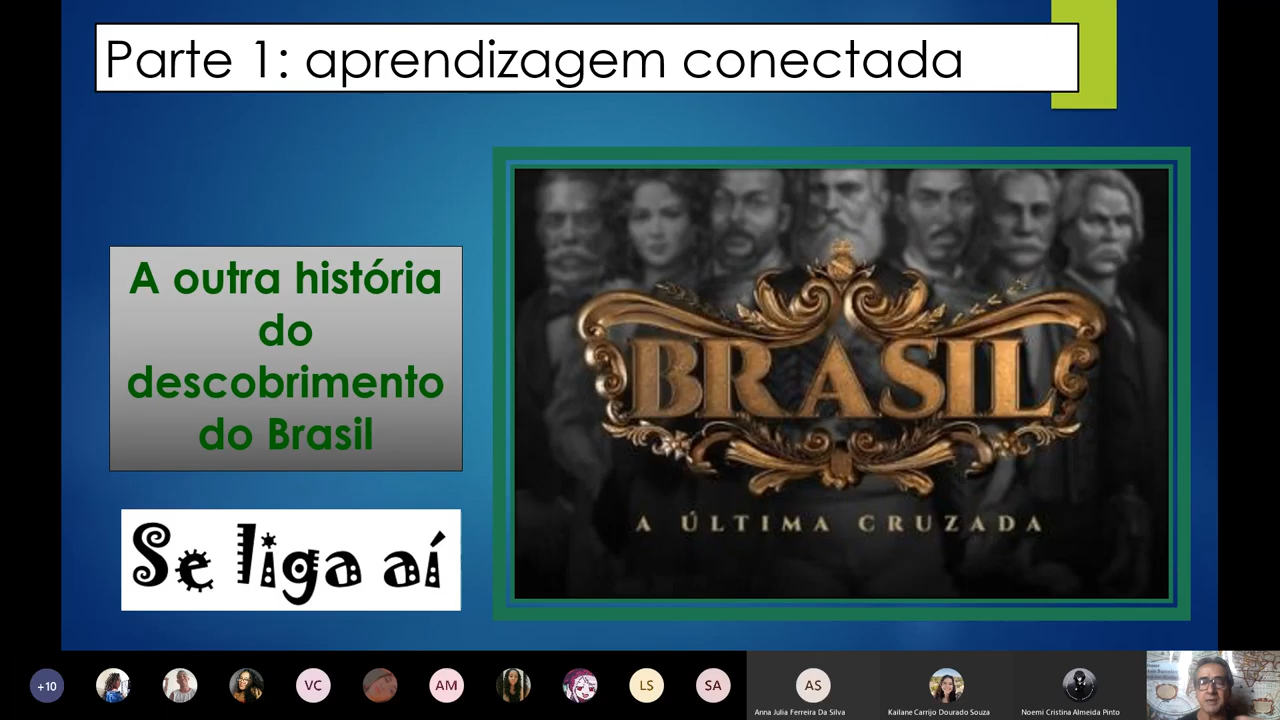 Parte 1: aprendizagem conectada
A outra história
do
descobrimento
do Brasil
Se liga aí
BRASIL
A ÚLTIMA CRUZADA
+10
VC
AM
LS
SA
AS
Anna Julia Ferreira Da Silva
Kailane Carrijo Dourado Souza
Noemi Cristina Almeida Pinto